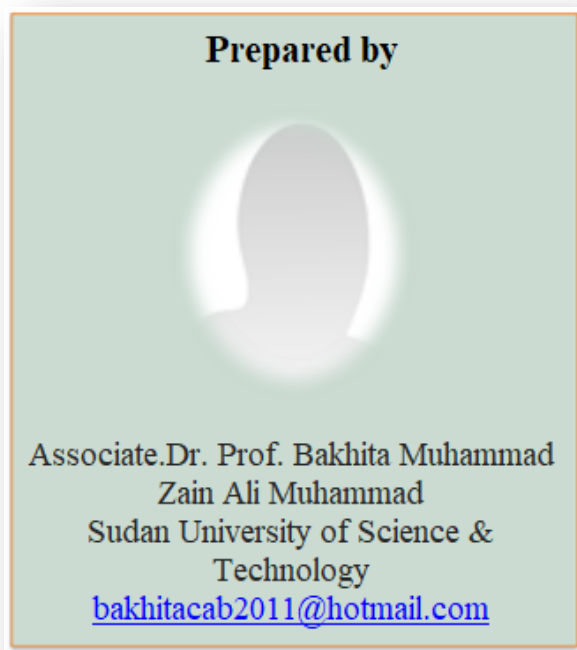 Prepared by
Associate.Dr. Prof. Bakhita Muhammad
Zain Ali Muhammad
Sudan University of Science &
Technology
bakhitacab2011@hotmail.com